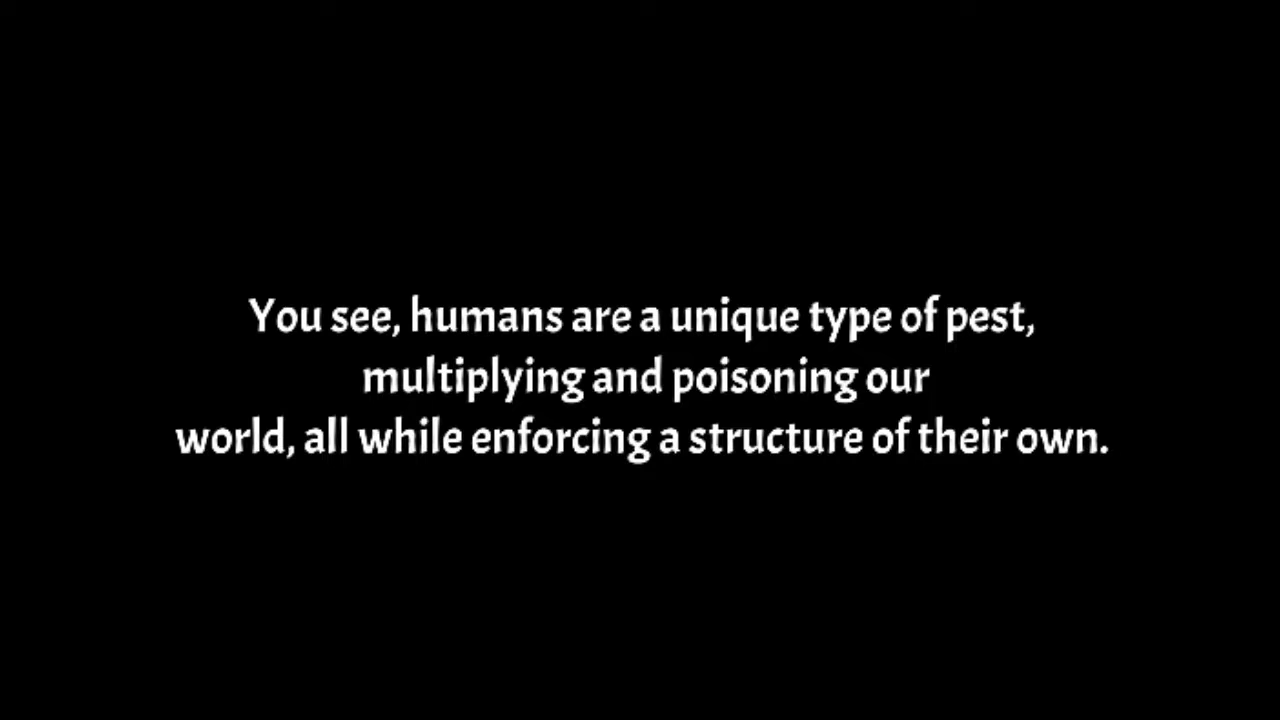 You see, humans are a unique type of pest,
multiplying and poisoning our
world, all while enforcing a structure of their own.